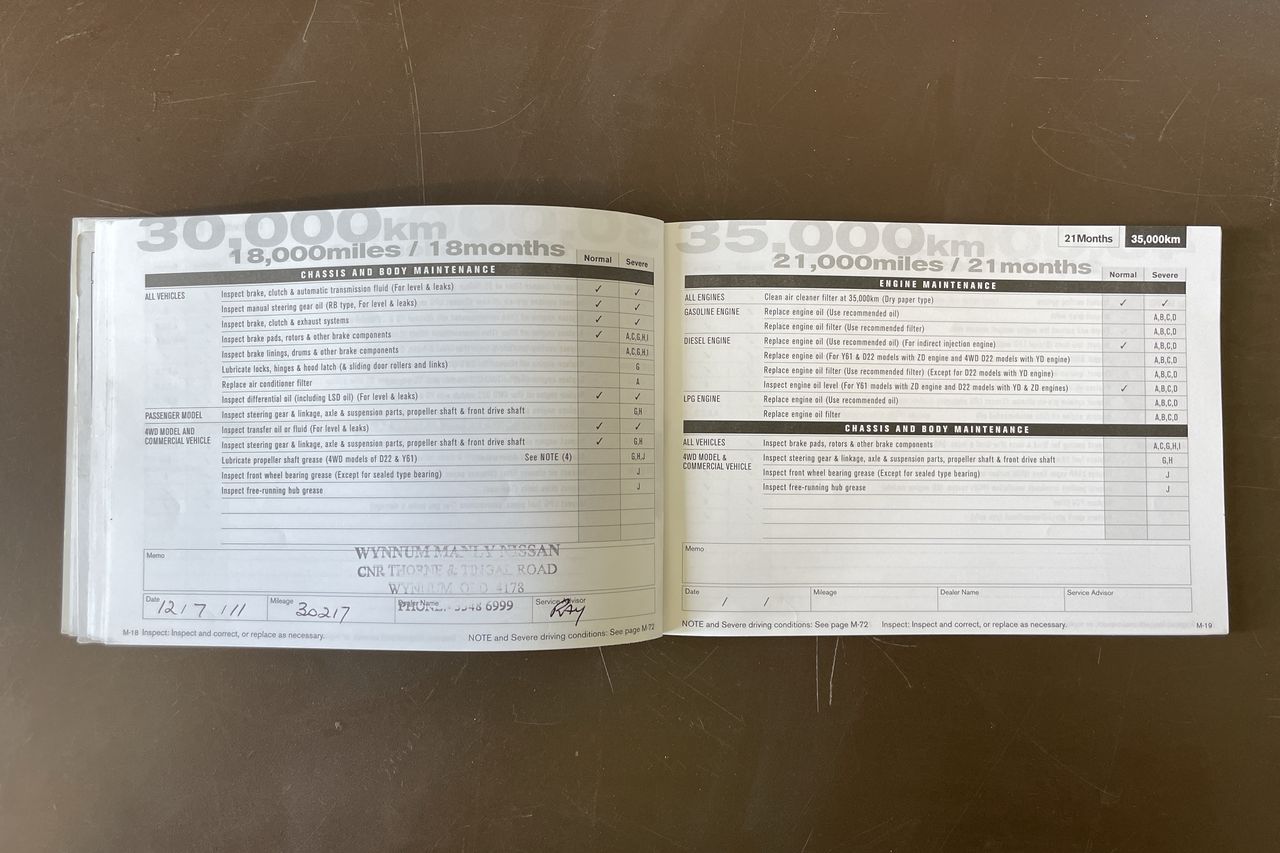 30,000km
18,000miles / 18months
Normal Severe
CHASSIS AND BODY MAINTENANCE
ALL VEHICLES Inspect brake, clutch & automatic transmission fluid (For level & leaks) ✓ ✓
Inspect manual steering gear oil (RB type, For level & leaks) ✓ ✓
Inspect brake, clutch & exhaust systems ✓ ✓
Inspect brake pads, rotors & other brake components ✓ A,C,G,H,I
Inspect brake linings, drums & other brake components A,C,G,H,I
Lubricate locks, hinges & hood latch (& sliding door rollers and links) G
Replace air conditioner filter A
Inspect differential oil (including LSD oil) (For level & leaks) ✓ ✓
PASSENGER MODEL Inspect steering gear & linkage, axle & suspension parts, propeller shaft & front drive shaft G,H
4WD MODEL AND Inspect transfer oil or fluid (For level & leaks) ✓ ✓
COMMERCIAL VEHICLE Inspect steering gear & linkage, axle & suspension parts, propeller shaft & front drive shaft ✓ G,H
Lubricate propeller shaft grease (4WD models of D22 & Y61) See NOTE (4) G,H,J
Inspect front wheel bearing grease (Except for sealed type bearing) J
Inspect free-running hub grease J
Memo
WYNNUM MANLY NISSAN
CNR THORNE & TINGAL ROAD
WYNNUM QLD 4178
PHONE: 3348 6999
Date 12/7/11 Mileage 30217 Dealer Name Service Advisor RAY
M-18 Inspect: Inspect and correct, or replace as necessary. NOTE and Severe driving conditions: See page M-72
35,000km
21,000miles / 21months
21Months 35,000km
Normal Severe
ENGINE MAINTENANCE
ALL ENGINES Clean air cleaner filter at 35,000km (Dry paper type) ✓ ✓
GASOLINE ENGINE Replace engine oil (Use recommended oil) A,B,C,D
Replace engine oil filter (Use recommended filter) A,B,C,D
DIESEL ENGINE Replace engine oil (Use recommended oil) (For indirect injection engine) ✓ A,B,C,D
Replace engine oil (For Y61 & D22 models with ZD engine and 4WD D22 models with YD engine) A,B,C,D
Replace engine oil filter (Use recommended filter) (Except for D22 models with YD engine) A,B,C,D
Inspect engine oil level (For Y61 models with ZD engine and D22 models with YD & ZD engines) ✓ A,B,C,D
LPG ENGINE Replace engine oil (Use recommended oil) A,B,C,D
Replace engine oil filter A,B,C,D
CHASSIS AND BODY MAINTENANCE
ALL VEHICLES Inspect brake pads, rotors & other brake components A,C,G,H,I
4WD MODEL & Inspect steering gear & linkage, axle & suspension parts, propeller shaft & front drive shaft G,H
COMMERCIAL VEHICLE Inspect front wheel bearing grease (Except for sealed type bearing) J
Inspect free-running hub grease J
Memo
Date / / Mileage Dealer Name Service Advisor
NOTE and Severe driving conditions: See page M-72 Inspect: Inspect and correct, or replace as necessary. M-19